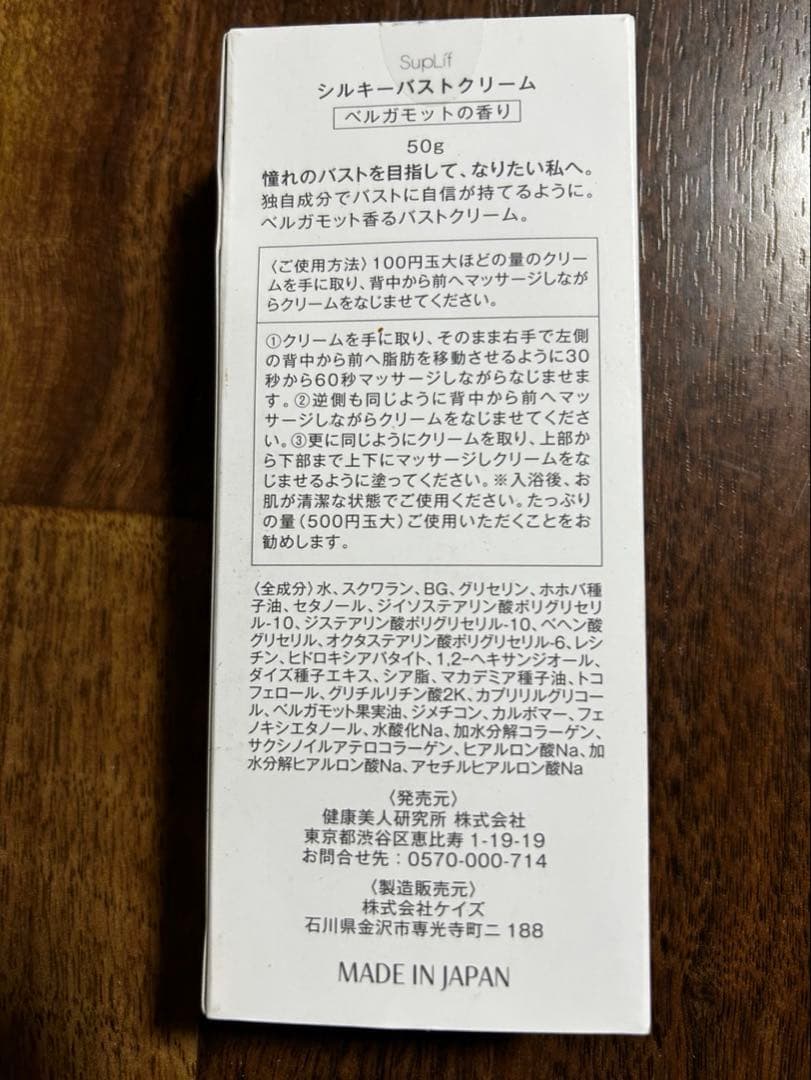 SupLif
シルキーバストクリーム
ベルガモットの香り
50g
憧れのバストを目指して、なりたい私へ。
独自成分でバストに自信が持てるように。
ベルガモット香るバストクリーム。
〈ご使用方法〉100円玉大ほどの量のクリー
ムを手に取り、背中から前へマッサージしなが
らクリームをなじませてください。
①クリームを手に取り、そのまま右手で左側
の背中から前へ脂肪を移動させるように30
秒から60秒マッサージしながらなじませま
す。②逆側も同じように背中から前へマッ
サージしながらクリームをなじませてくださ
い。③更に同じようにクリームを取り、上部か
ら下部まで上下にマッサージしクリームをな
じませるように塗ってください。※入浴後、お
肌が清潔な状態でご使用ください。たっぷり
の量（500円玉大）ご使用いただくことをお
勧めします。
〈全成分〉水、スクワラン、BG、グリセリン、ホホバ種
子油、セタノール、ジイソステアリン酸ポリグリセリ
ル-10、ジステアリン酸ポリグリセリル-10、ベヘン酸
グリセリル、オクタステアリン酸ポリグリセリル-6、レシ
チン、ヒドロキシアパタイト、1,2-ヘキサンジオール、
ダイズ種子エキス、シア脂、マカデミア種子油、トコ
フェロール、グリチルリチン酸2K、カプリリルグリコー
ル、ベルガモット果実油、ジメチコン、カルボマー、フェ
ノキシエタノール、水酸化Na、加水分解コラーゲン、
サクシノイルアテロコラーゲン、ヒアルロン酸Na、加
水分解ヒアルロン酸Na、アセチルヒアルロン酸Na
〈発売元〉
健康美人研究所 株式会社
東京都渋谷区恵比寿 1-19-19
お問合せ先：0570-000-714
〈製造販売元〉
株式会社ケイズ
石川県金沢市専光寺町ニ 188
MADE IN JAPAN